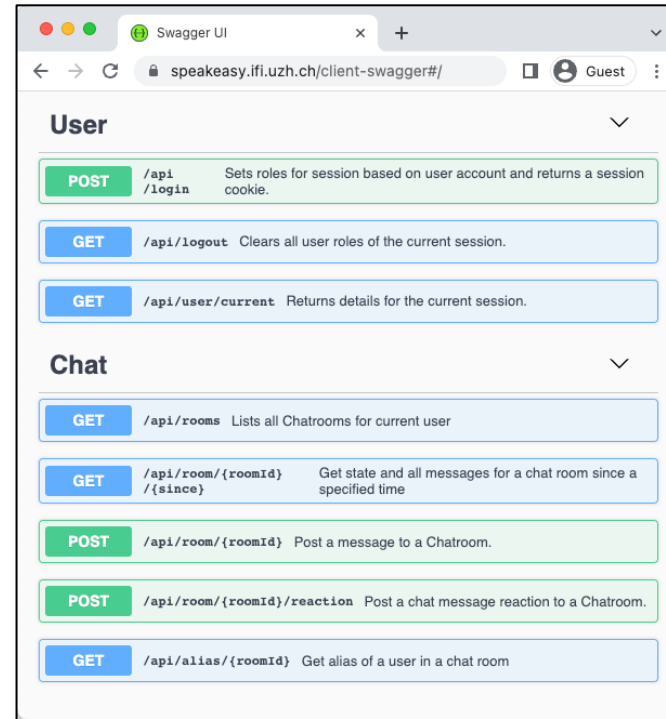 Swagger UI
speakeasy.ifi.uzh.ch/client-swagger#/
Guest
User
POST /api/login Sets roles for session based on user account and returns a session cookie.
GET /api/logout Clears all user roles of the current session.
GET /api/user/current Returns details for the current session.
Chat
GET /api/rooms Lists all Chatrooms for current user
GET /api/room/{roomId}/{since} Get state and all messages for a chat room since a specified time
POST /api/room/{roomId} Post a message to a Chatroom.
POST /api/room/{roomId}/reaction Post a chat message reaction to a Chatroom.
GET /api/alias/{roomId} Get alias of a user in a chat room